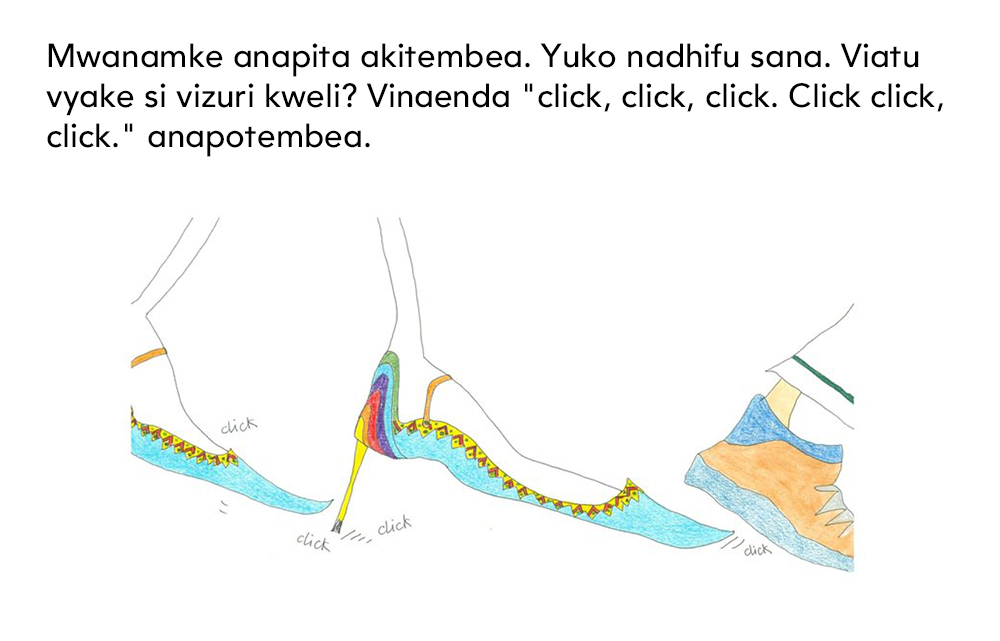 Mwanamke anapita akitembea. Yuko nadhifu sana. Viatu
vyake si vizuri kweli? Vinaenda "click, click, click. Click click,
click." anapotembea.
click
click
click
click